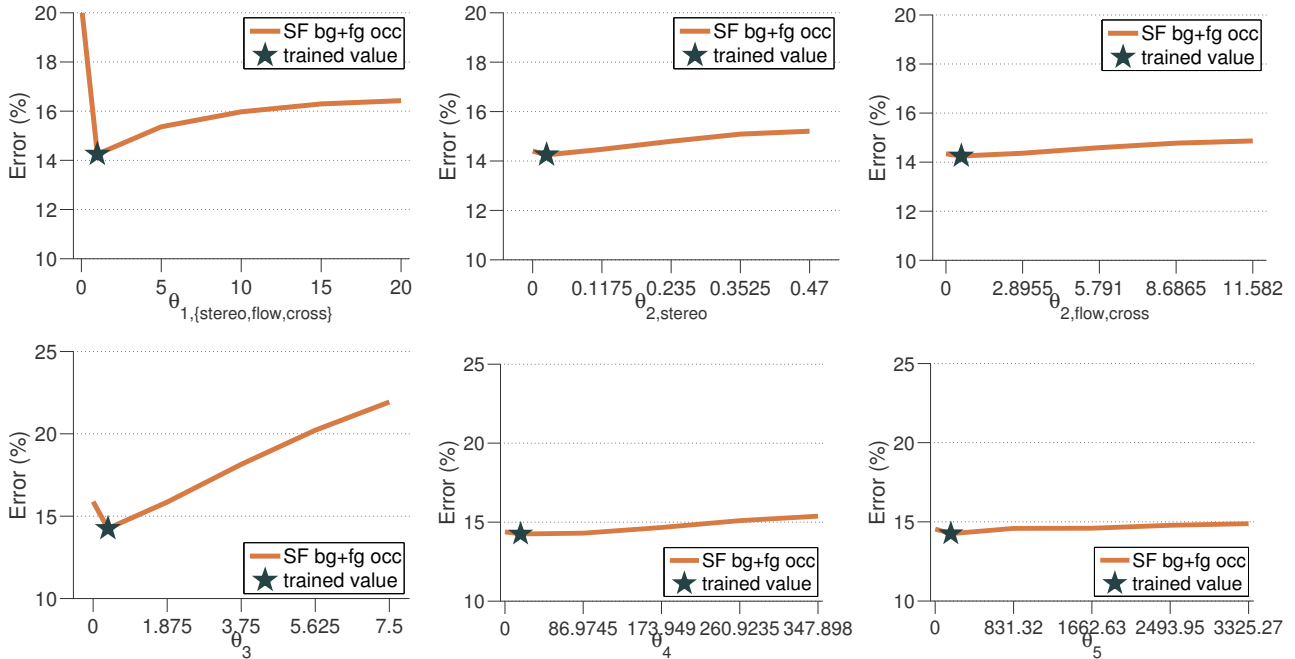 20
18
16
14
12
10
Error (%)
SF bg+fg occ
trained value
0 5 10 15 20
θ1,{stereo,flow,cross}
20
18
16
14
12
10
Error (%)
SF bg+fg occ
trained value
0 0.1175 0.235 0.3525 0.47
θ2,stereo
20
18
16
14
12
10
Error (%)
SF bg+fg occ
trained value
0 2.8955 5.791 8.6865 11.582
θ2,flow,cross
25
20
15
10
Error (%)
SF bg+fg occ
trained value
0 1.875 3.75 5.625 7.5
θ3
25
20
15
10
Error (%)
SF bg+fg occ
trained value
0 86.9745 173.949 260.9235 347.898
θ4
25
20
15
10
Error (%)
SF bg+fg occ
trained value
0 831.32 1662.63 2493.95 3325.27
θ5